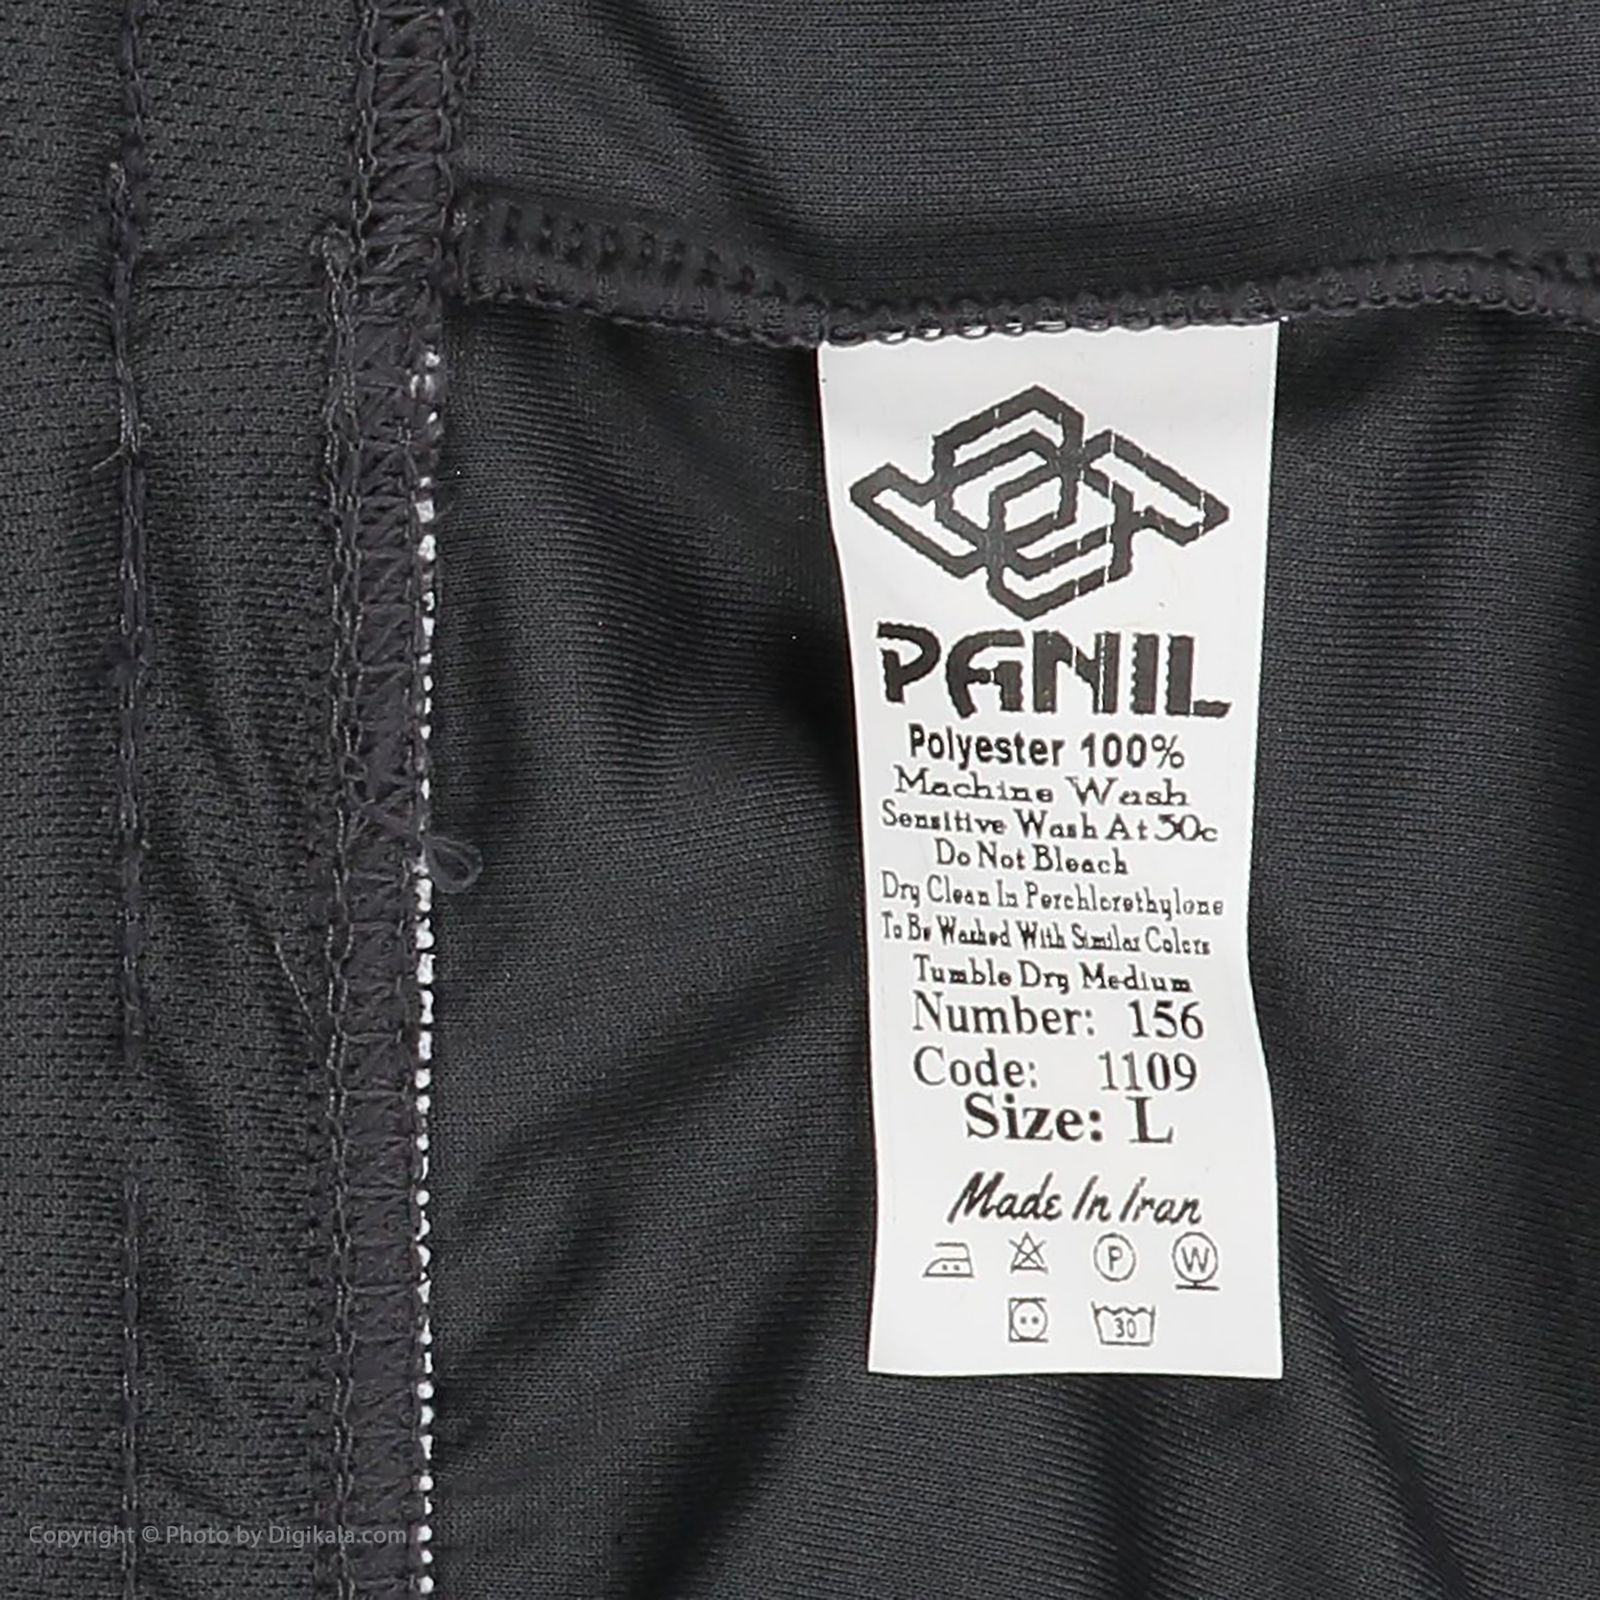 PANIL
Polyester 100%
Machine Wash
Sensitive Wash At 30c
Do Not Bleach
Dry Clean In Perchlorethylene
To Be Washed With Similar Colors
Tumble Dry Medium
Number: 156
Code: 1109
Size: L
Made In Iran
P W
30
Copyright © Photo by Digikala.com